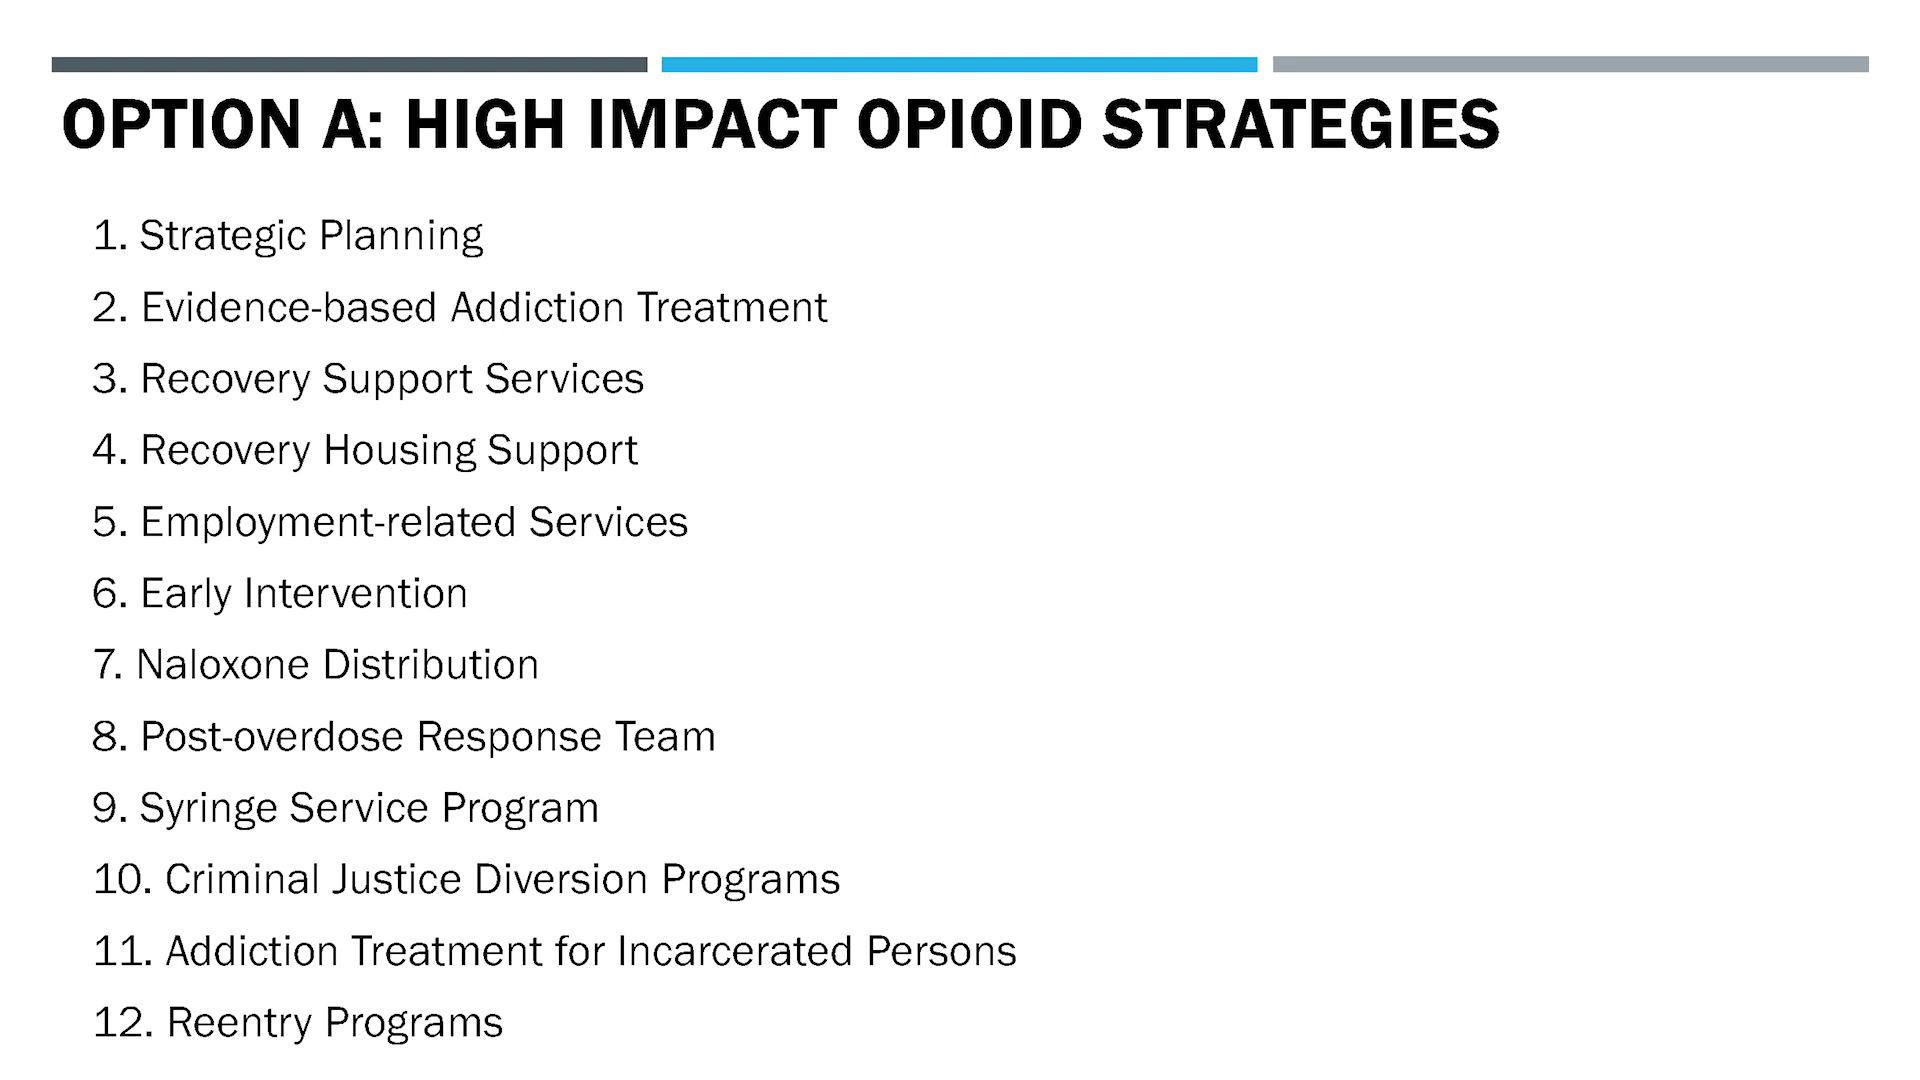 OPTION A: HIGH IMPACT OPIOID STRATEGIES
1. Strategic Planning
2. Evidence-based Addiction Treatment
3. Recovery Support Services
4. Recovery Housing Support
5. Employment-related Services
6. Early Intervention
7. Naloxone Distribution
8. Post-overdose Response Team
9. Syringe Service Program
10. Criminal Justice Diversion Programs
11. Addiction Treatment for Incarcerated Persons
12. Reentry Programs